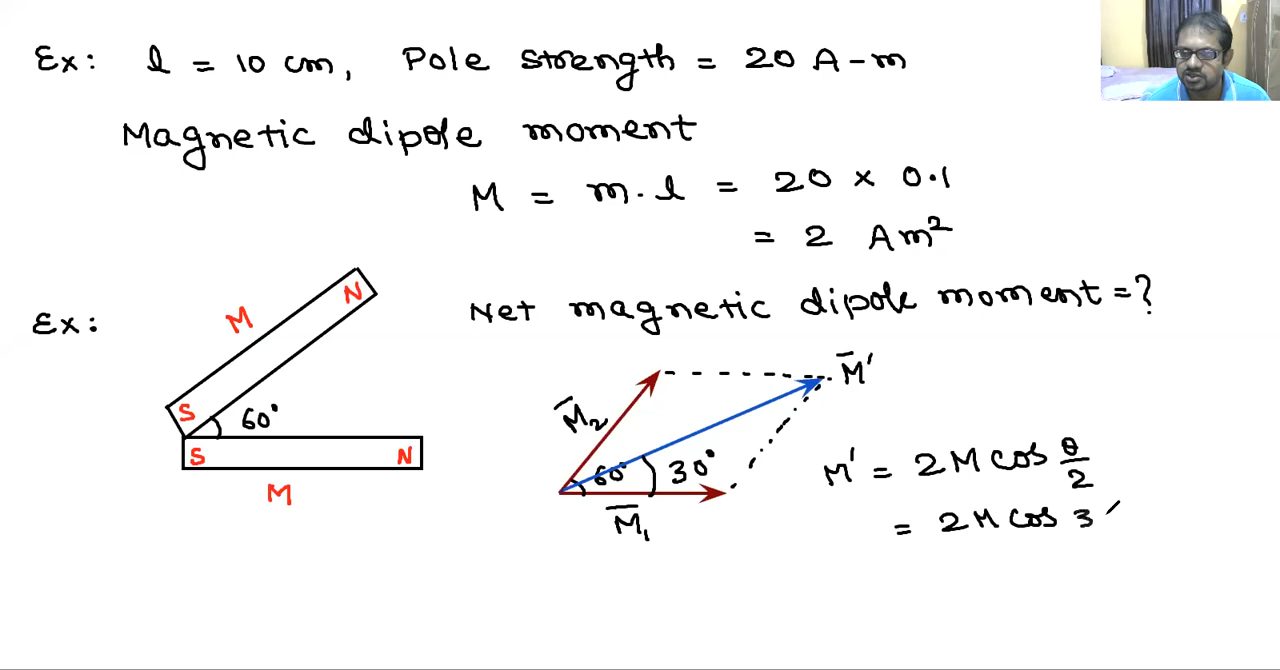 Ex: l = 10 cm, Pole strength = 20 A-m
Magnetic dipole moment
M = m.l = 20 × 0.1
= 2 Am²
Ex:
Net magnetic dipole moment = ?
M
N
S
60°
S
N
M
M̄₂
M̄'
60°
30°
M̄₁
M' = 2M cos θ/2
= 2M cos 3